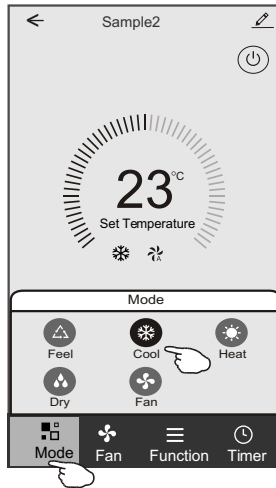 Sample2
23°C
Set Temperature
A
Mode
Feel Cool Heat
Dry Fan
Mode Fan Function Timer